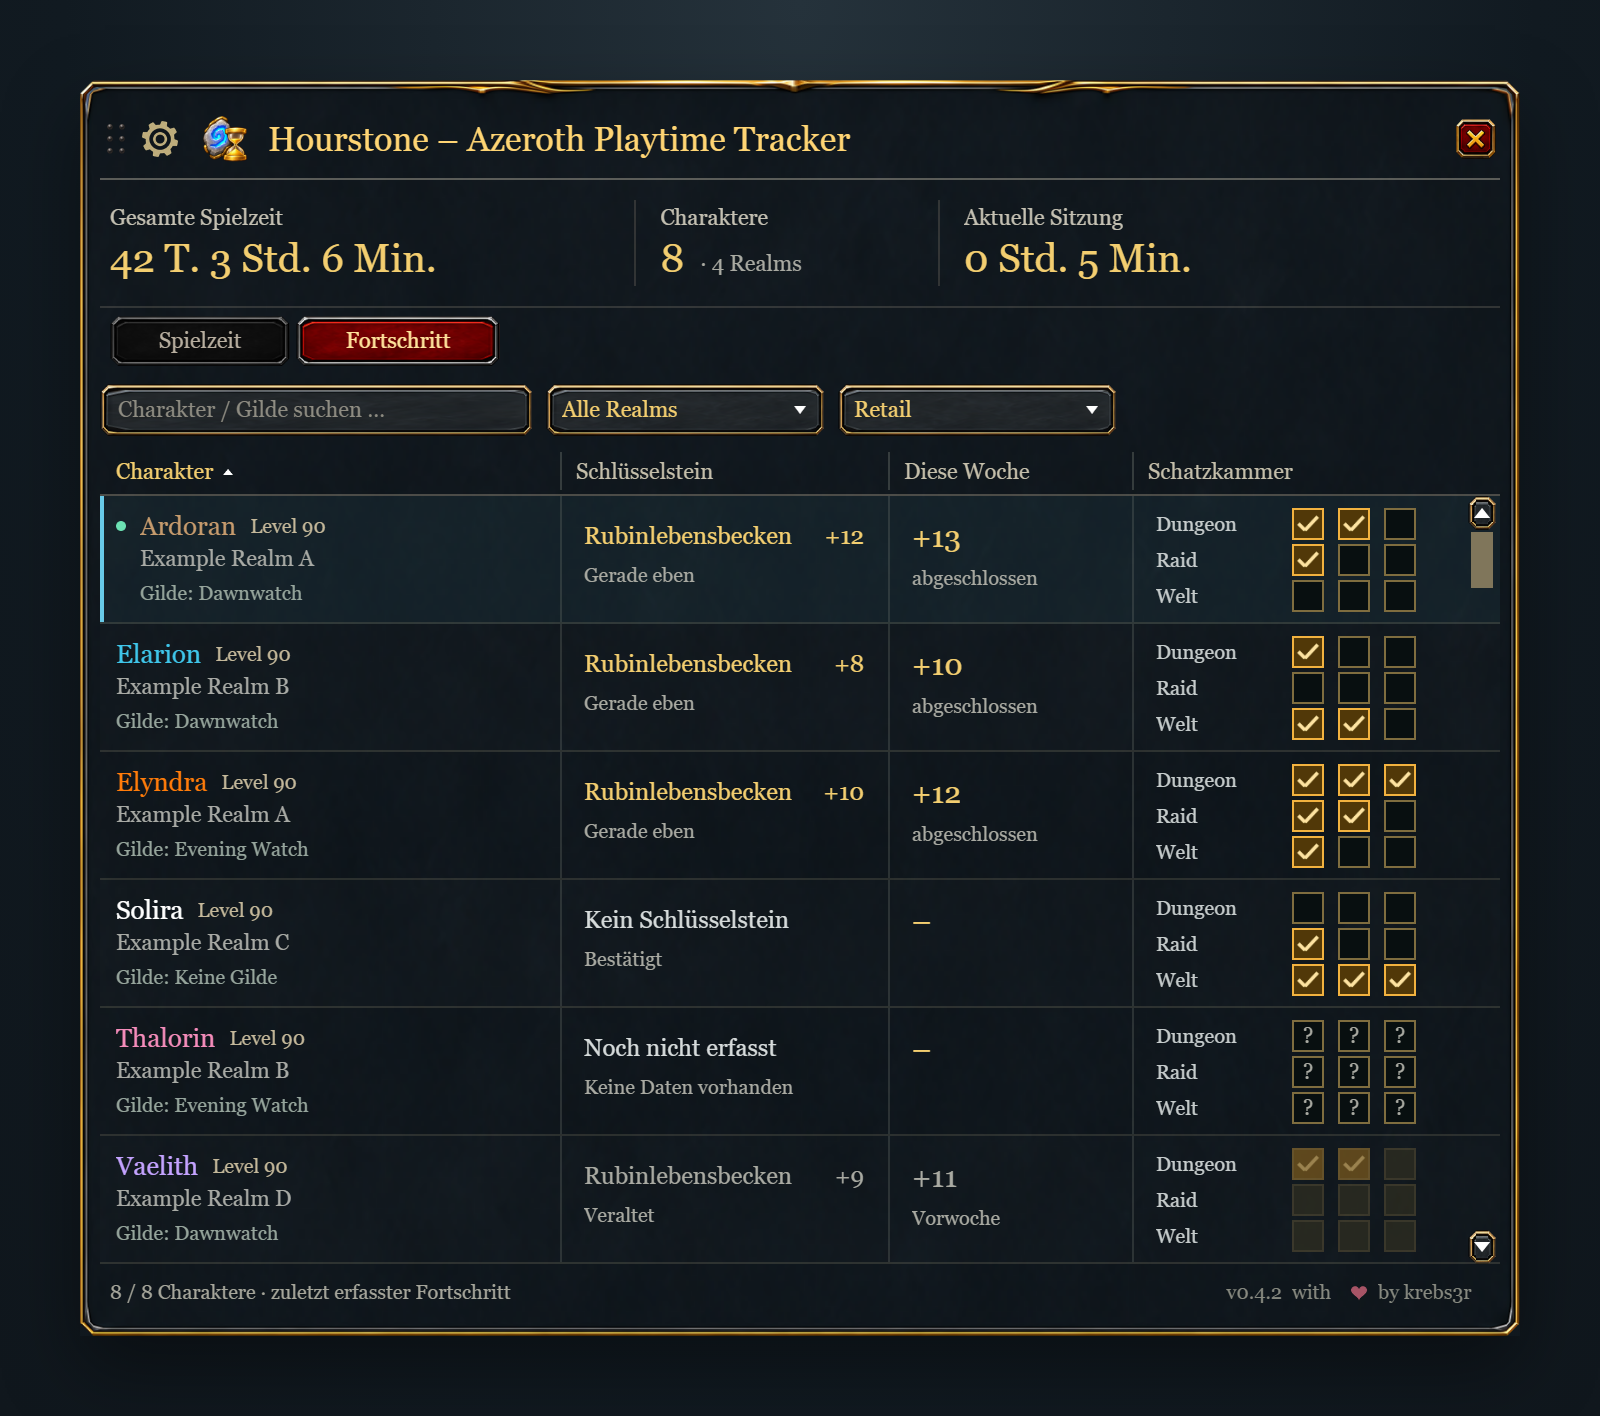 Hourstone – Azeroth Playtime Tracker
Gesamte Spielzeit
42 T. 3 Std. 6 Min.
Charaktere
8 · 4 Realms
Aktuelle Sitzung
0 Std. 5 Min.
Spielzeit
Fortschritt
Charakter / Gilde suchen ...
Alle Realms
Retail
Charakter
Schlüsselstein
Diese Woche
Schatzkammer
Ardoran Level 90
Example Realm A
Gilde: Dawnwatch
Rubinlebensbecken +12
Gerade eben
+13
abgeschlossen
Dungeon
Raid
Welt
Elarion Level 90
Example Realm B
Gilde: Dawnwatch
Rubinlebensbecken +8
Gerade eben
+10
abgeschlossen
Dungeon
Raid
Welt
Elyndra Level 90
Example Realm A
Gilde: Evening Watch
Rubinlebensbecken +10
Gerade eben
+12
abgeschlossen
Dungeon
Raid
Welt
Solira Level 90
Example Realm C
Gilde: Keine Gilde
Kein Schlüsselstein
Bestätigt
–
Dungeon
Raid
Welt
Thalorin Level 90
Example Realm B
Gilde: Evening Watch
Noch nicht erfasst
Keine Daten vorhanden
–
Dungeon ? ? ?
Raid ? ? ?
Welt ? ? ?
Vaelith Level 90
Example Realm D
Gilde: Dawnwatch
Rubinlebensbecken +9
Veraltet
+11
Vorwoche
Dungeon
Raid
Welt
8 / 8 Charaktere · zuletzt erfasster Fortschritt
v0.4.2 with ♥ by krebs3r